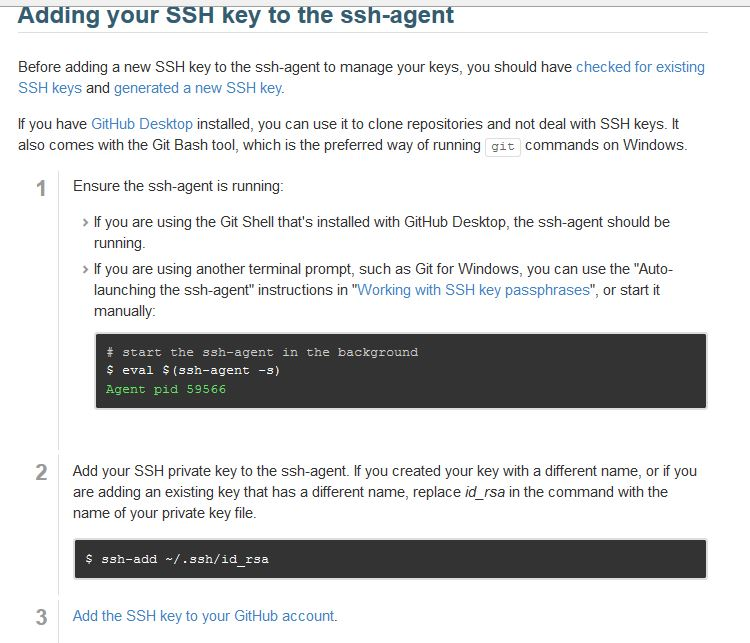 Adding your SSH key to the ssh-agent
Before adding a new SSH key to the ssh-agent to manage your keys, you should have checked for existing
SSH keys and generated a new SSH key.
If you have GitHub Desktop installed, you can use it to clone repositories and not deal with SSH keys. It
also comes with the Git Bash tool, which is the preferred way of running git commands on Windows.
1 Ensure the ssh-agent is running:
› If you are using the Git Shell that's installed with GitHub Desktop, the ssh-agent should be
running.
› If you are using another terminal prompt, such as Git for Windows, you can use the "Auto-
launching the ssh-agent" instructions in "Working with SSH key passphrases", or start it
manually:
# start the ssh-agent in the background
$ eval $(ssh-agent -s)
Agent pid 59566
2 Add your SSH private key to the ssh-agent. If you created your key with a different name, or if you
are adding an existing key that has a different name, replace id_rsa in the command with the
name of your private key file.
$ ssh-add ~/.ssh/id_rsa
3 Add the SSH key to your GitHub account.